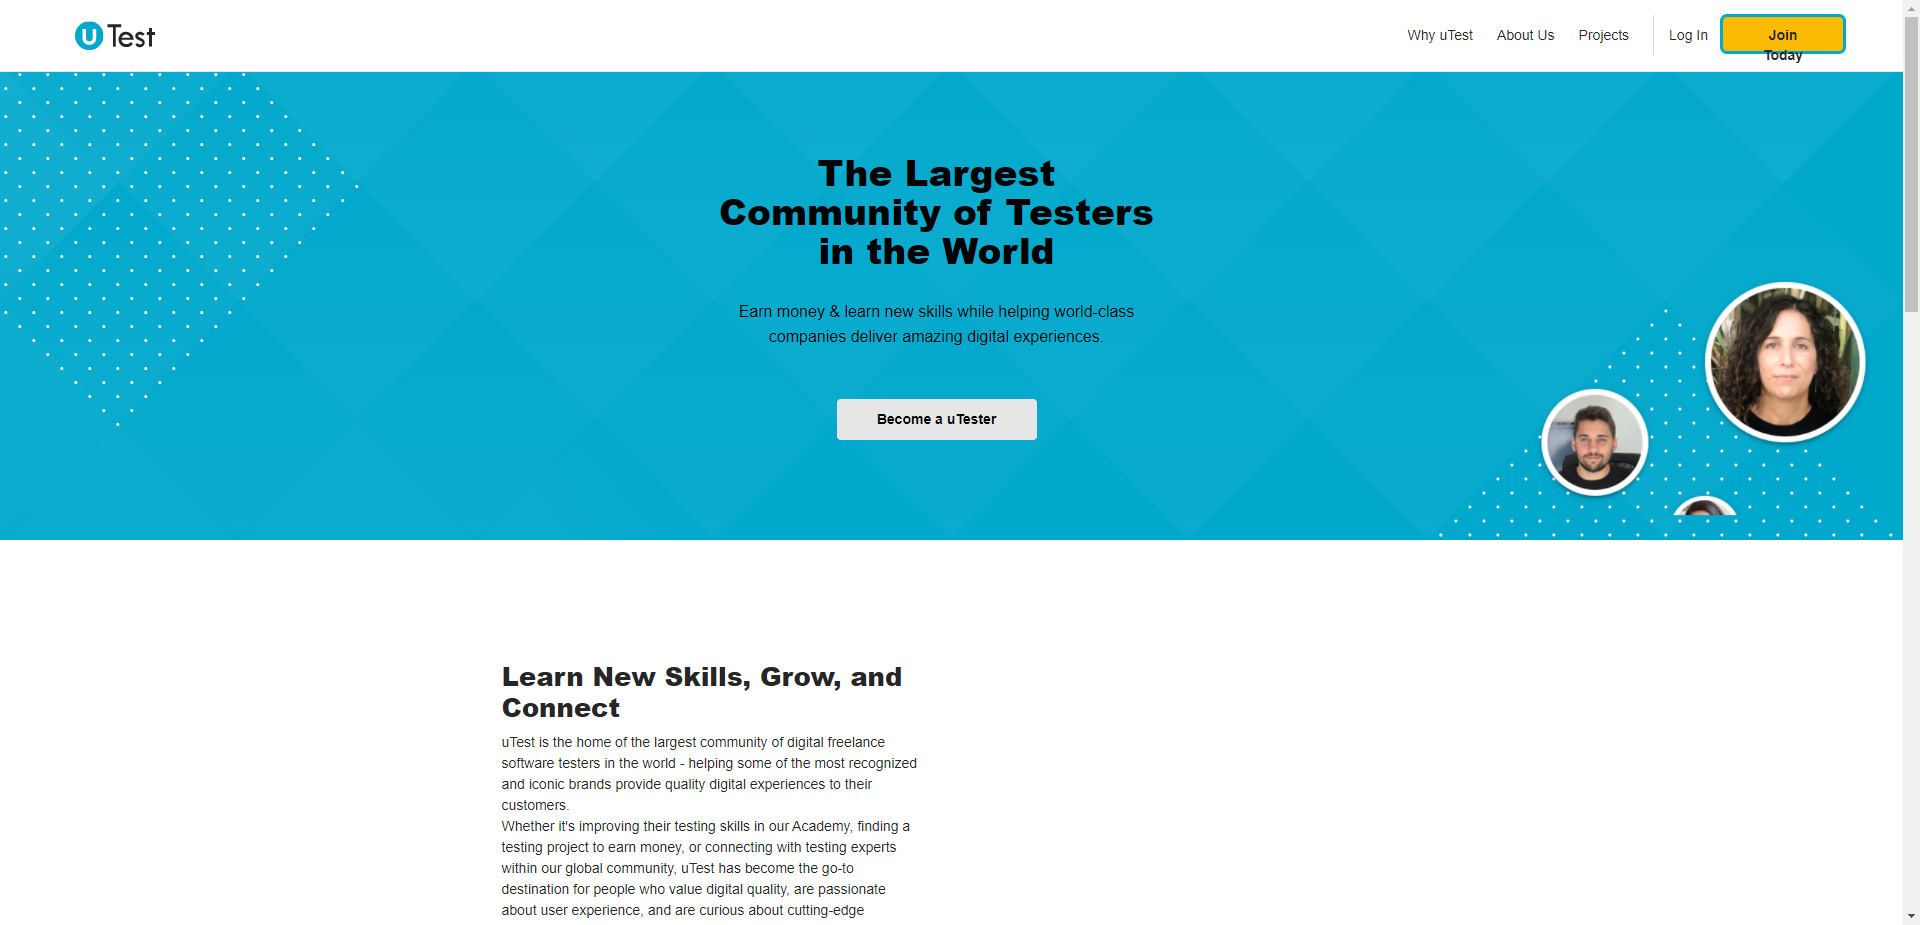 uTest
Why uTest
About Us
Projects
Log In
Join
Today
The Largest
Community of Testers
in the World
Earn money & learn new skills while helping world-class
companies deliver amazing digital experiences.
Become a uTester
Learn New Skills, Grow, and
Connect
uTest is the home of the largest community of digital freelance
software testers in the world - helping some of the most recognized
and iconic brands provide quality digital experiences to their
customers.
Whether it's improving their testing skills in our Academy, finding a
testing project to earn money, or connecting with testing experts
within our global community, uTest has become the go-to
destination for people who value digital quality, are passionate
about user experience, and are curious about cutting-edge